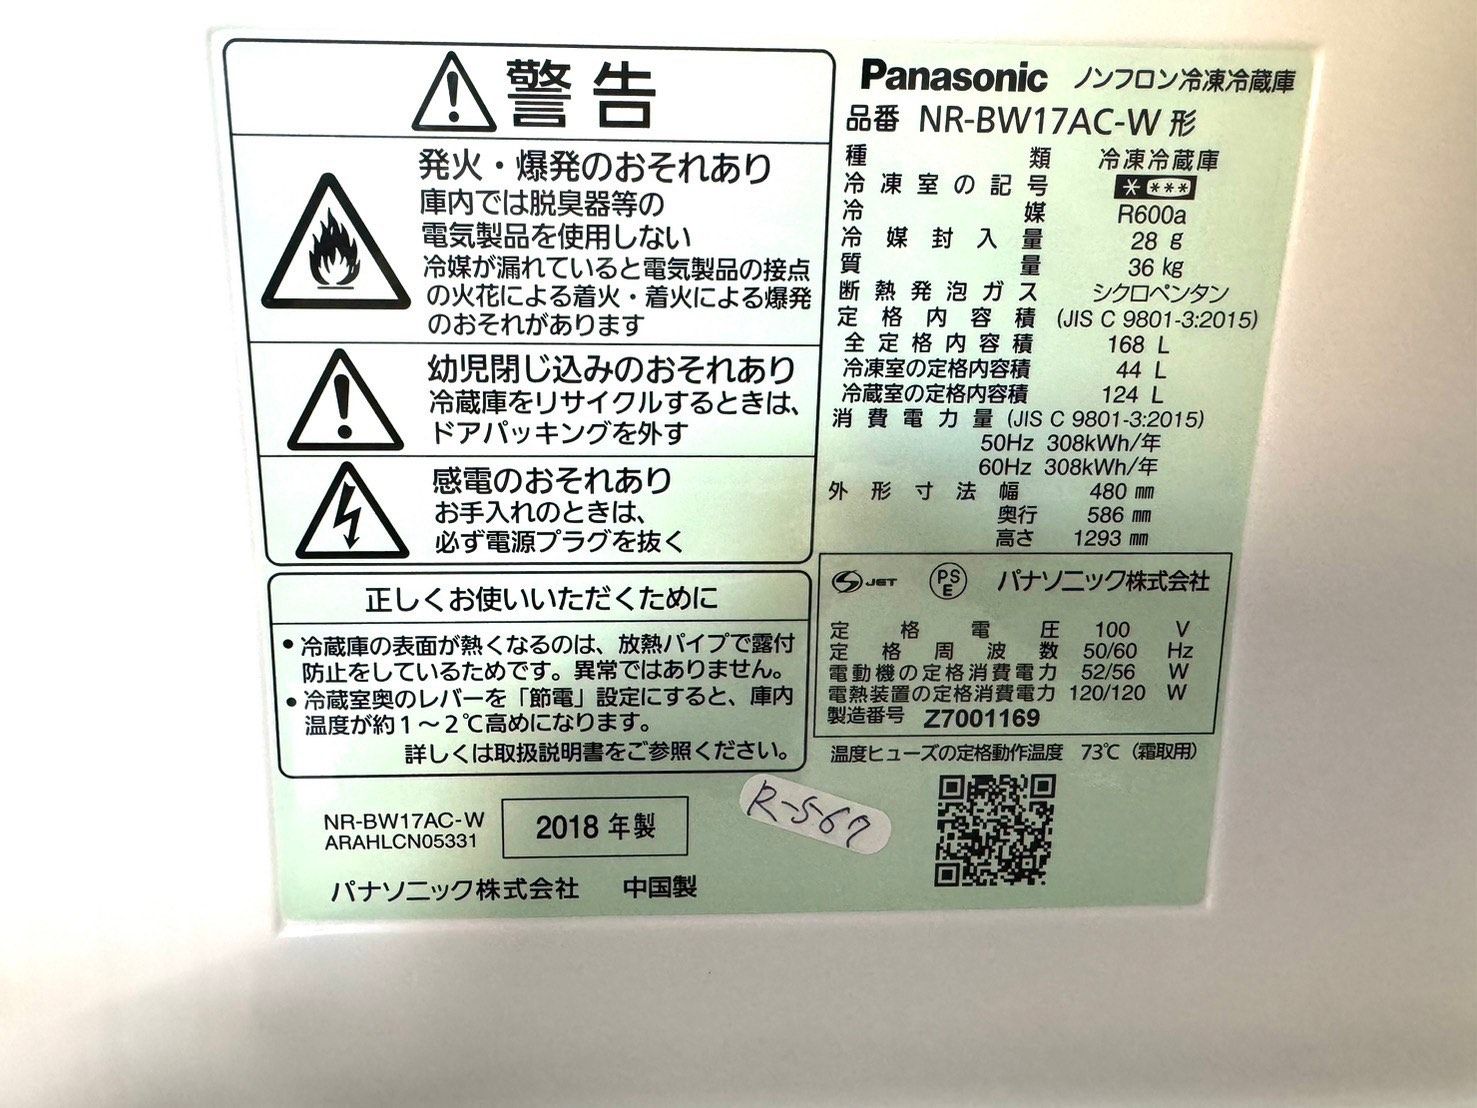 警告
発火・爆発のおそれあり
庫内では脱臭器等の
電気製品を使用しない
冷媒が漏れていると電気製品の接点
の火花による着火・着火による爆発
のおそれがあります
幼児閉じ込みのおそれあり
冷蔵庫をリサイクルするときは、
ドアパッキングを外す
感電のおそれあり
お手入れのときは、
必ず電源プラグを抜く
正しくお使いいただくために
・冷蔵庫の表面が熱くなるのは、放熱パイプで露付
防止をしているためです。異常ではありません。
・冷蔵室奥のレバーを「節電」設定にすると、庫内
温度が約1～2℃高めになります。
詳しくは取扱説明書をご参照ください。
NR-BW17AC-W
ARAHLCN05331
2018年製
パナソニック株式会社 中国製
R-567
Panasonic ノンフロン冷凍冷蔵庫
品番 NR-BW17AC-W形
種類 冷凍冷蔵庫
冷凍室の記号 * ***
冷媒 R600a
冷媒封入量 28 g
質量 36 kg
断熱発泡ガス シクロペンタン
定格内容積 (JIS C 9801-3:2015)
全定格内容積 168 L
冷凍室の定格内容積 44 L
冷蔵室の定格内容積 124 L
消費電力量 (JIS C 9801-3:2015)
50Hz 308kWh/年
60Hz 308kWh/年
外形寸法 幅 480 mm
奥行 586 mm
高さ 1293 mm
S JET PS E パナソニック株式会社
定格電圧 100 V
定格周波数 50/60 Hz
電動機の定格消費電力 52/56 W
電熱装置の定格消費電力 120/120 W
製造番号 Z7001169
温度ヒューズの定格動作温度 73℃ (霜取用)